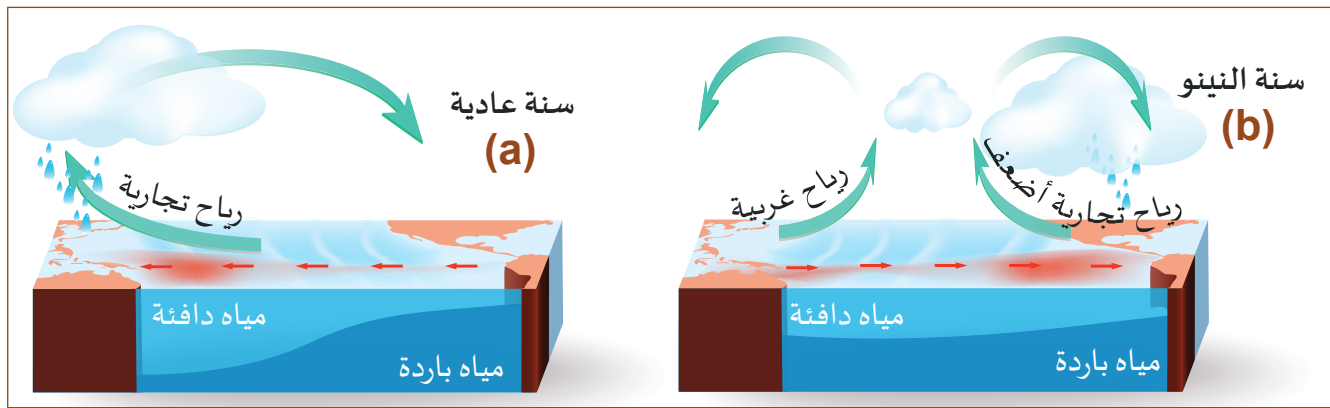 سنة عادية
(a)
رياح تجارية
مياه دافئة
مياه باردة
سنة النينو
(b)
رياح غربية
رياح تجارية أضعف
مياه دافئة
مياه باردة